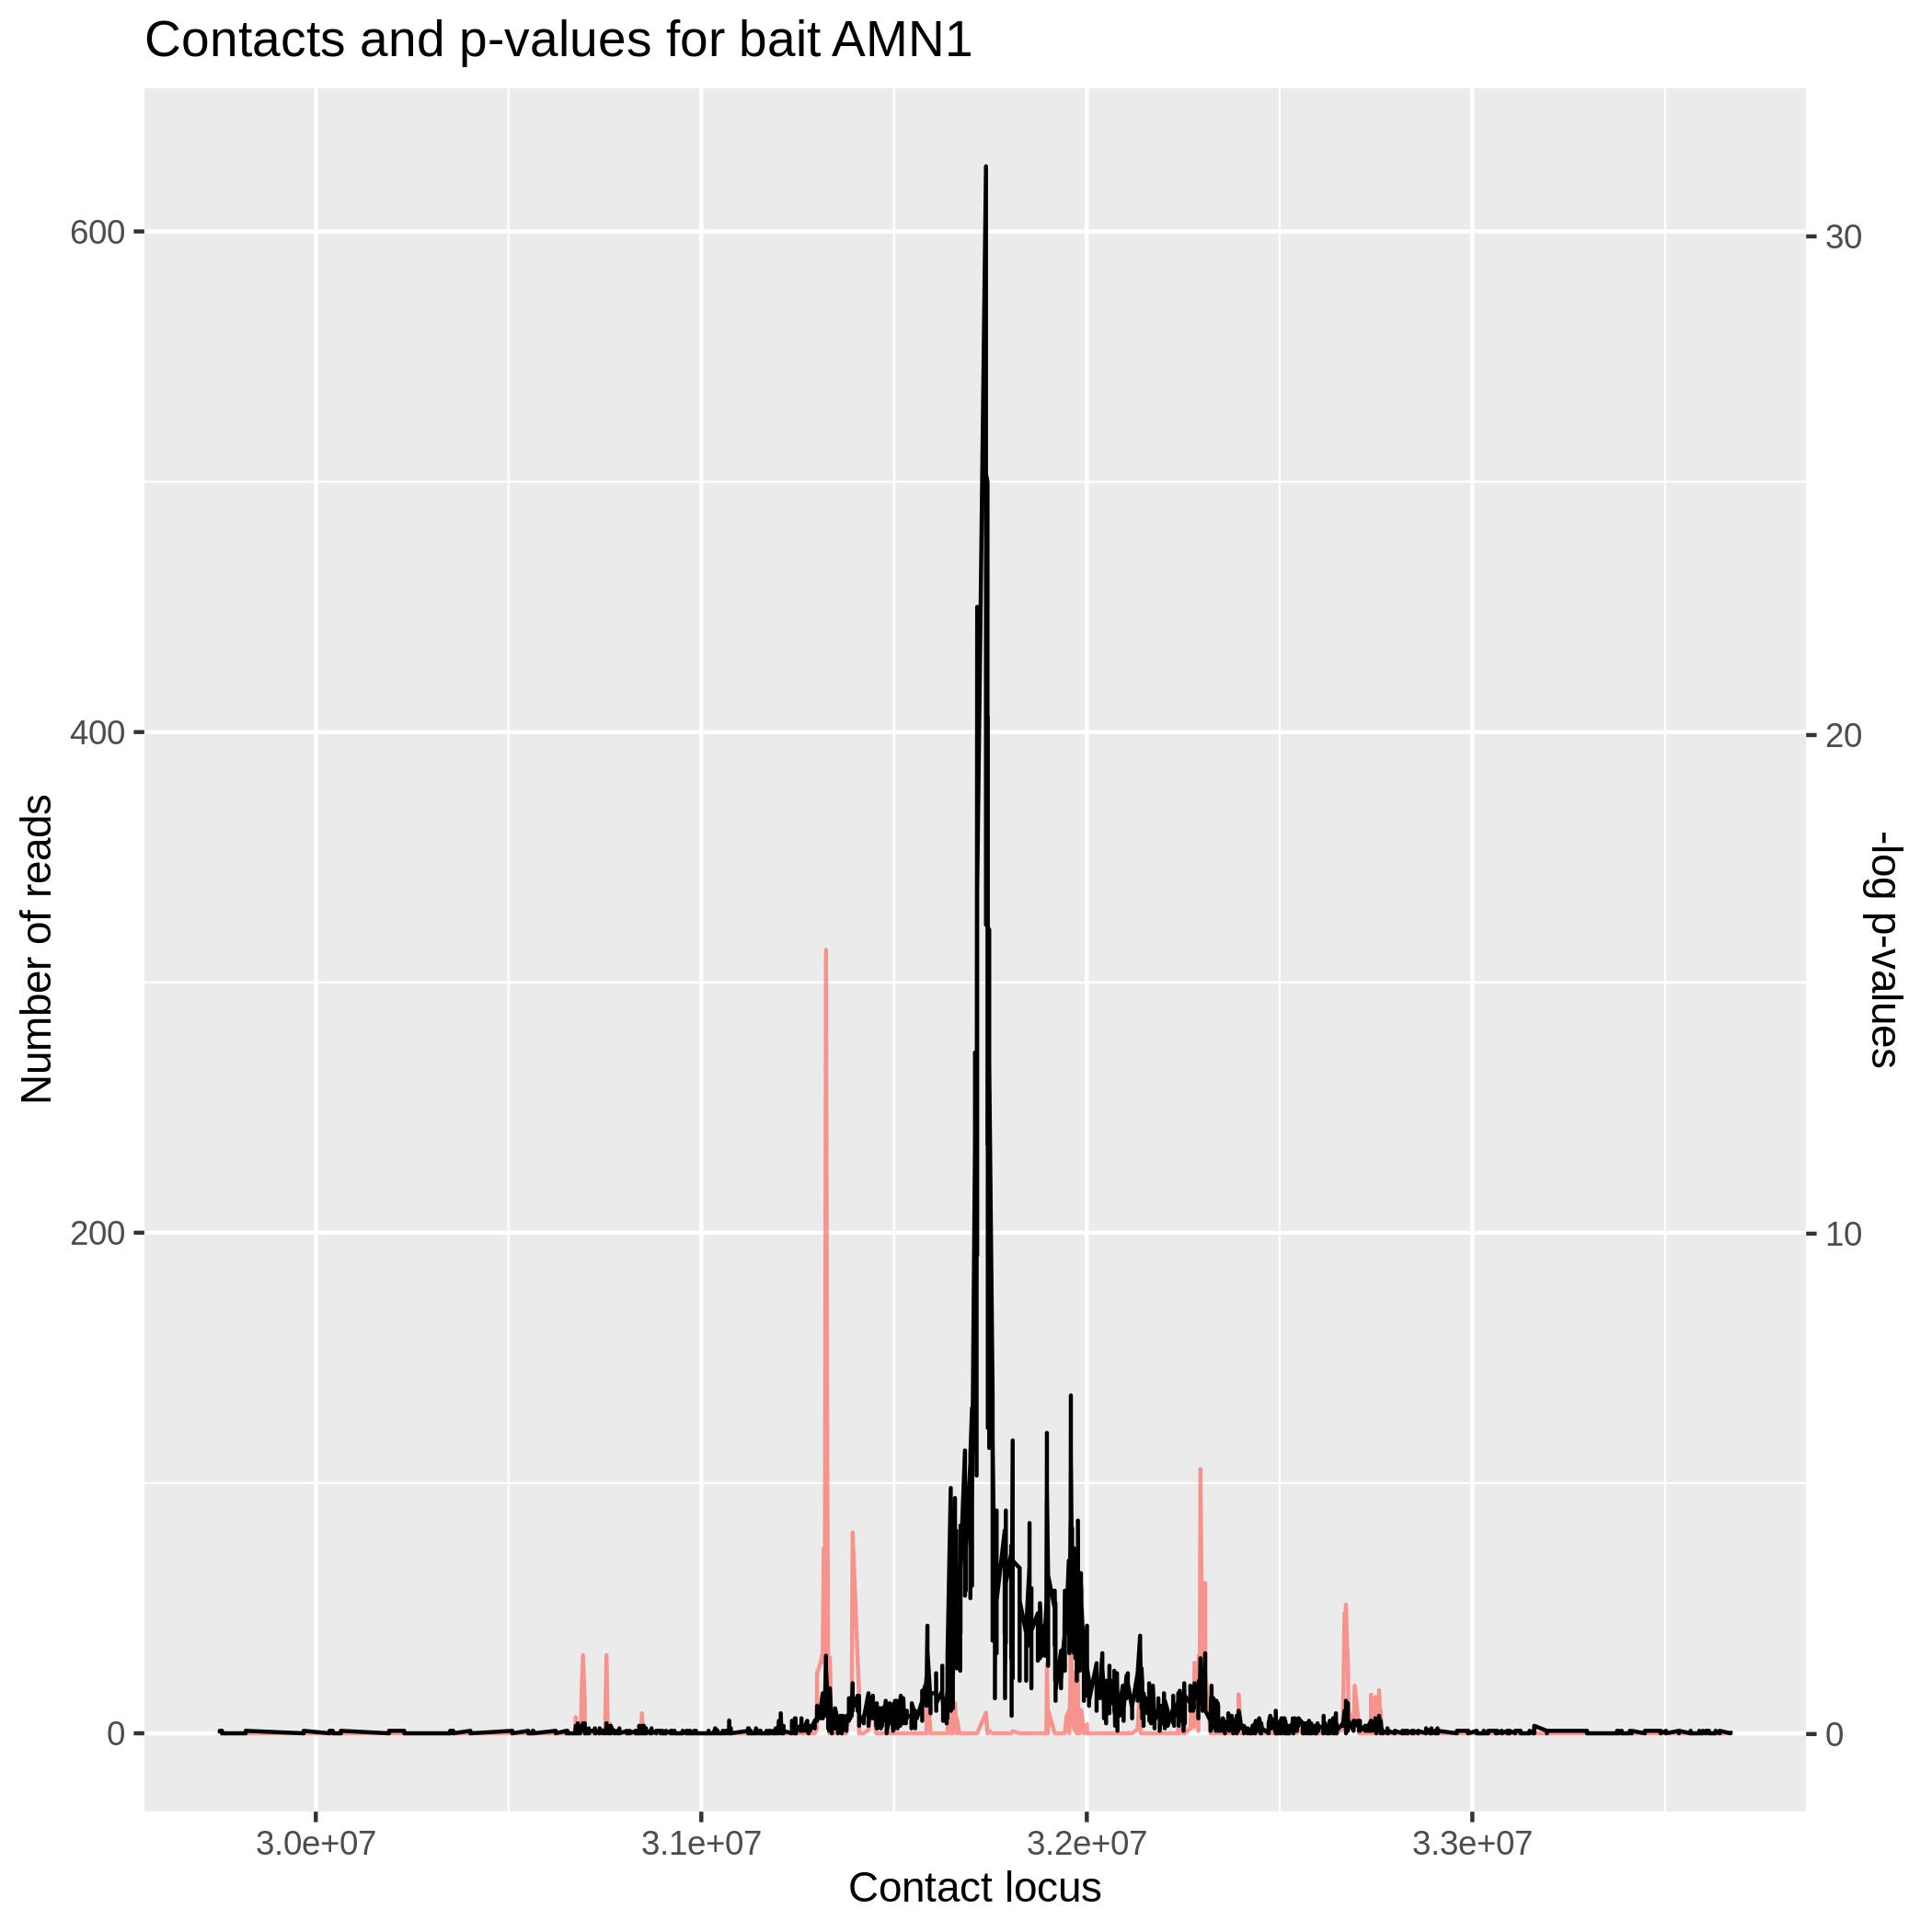 Contacts and p-values for bait AMN1
600
400
200
0
30
20
10
0
Number of reads
-log p-values
3.0e+07
3.1e+07
3.2e+07
3.3e+07
Contact locus